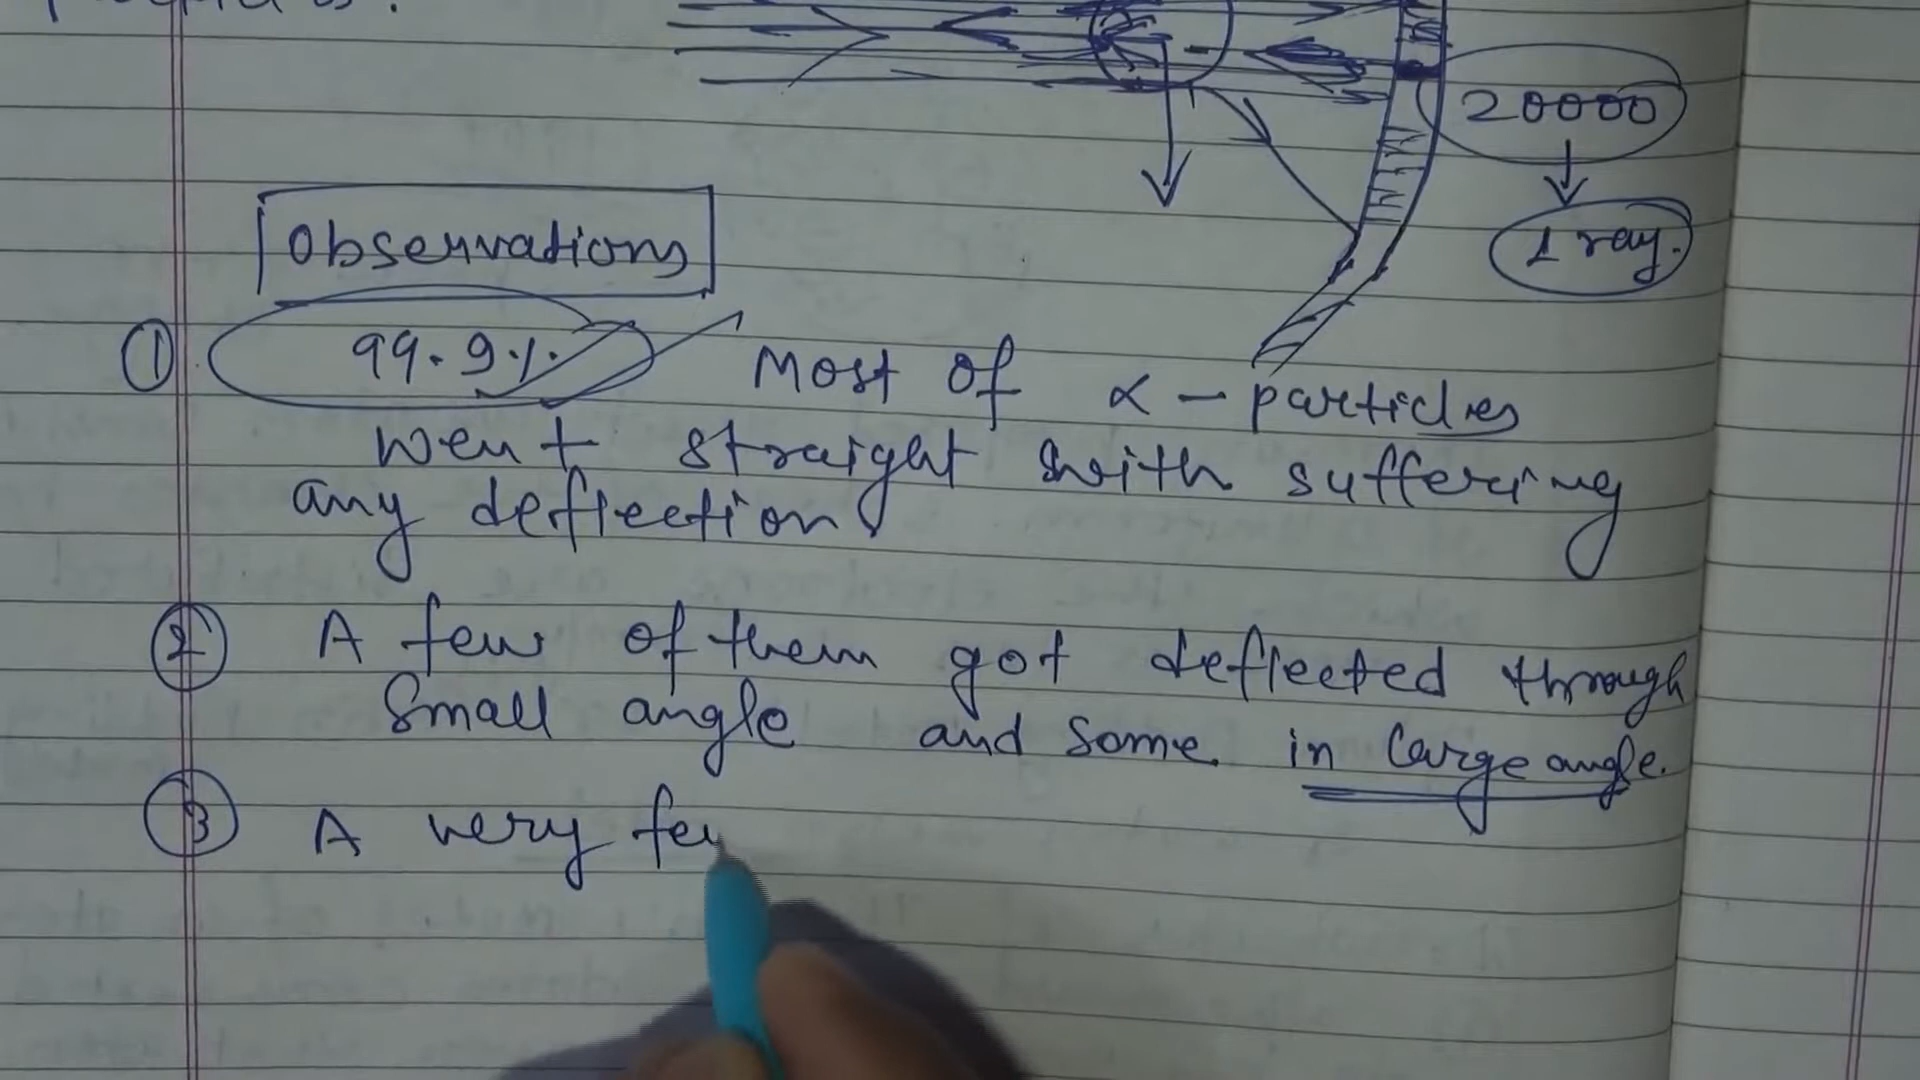 20000
1 ray.
Observations
① 99.9%. Most of α - particles
went straight with suffering
any deflection
② A few of them got deflected through
small angle and some in large angle.
③ A very few